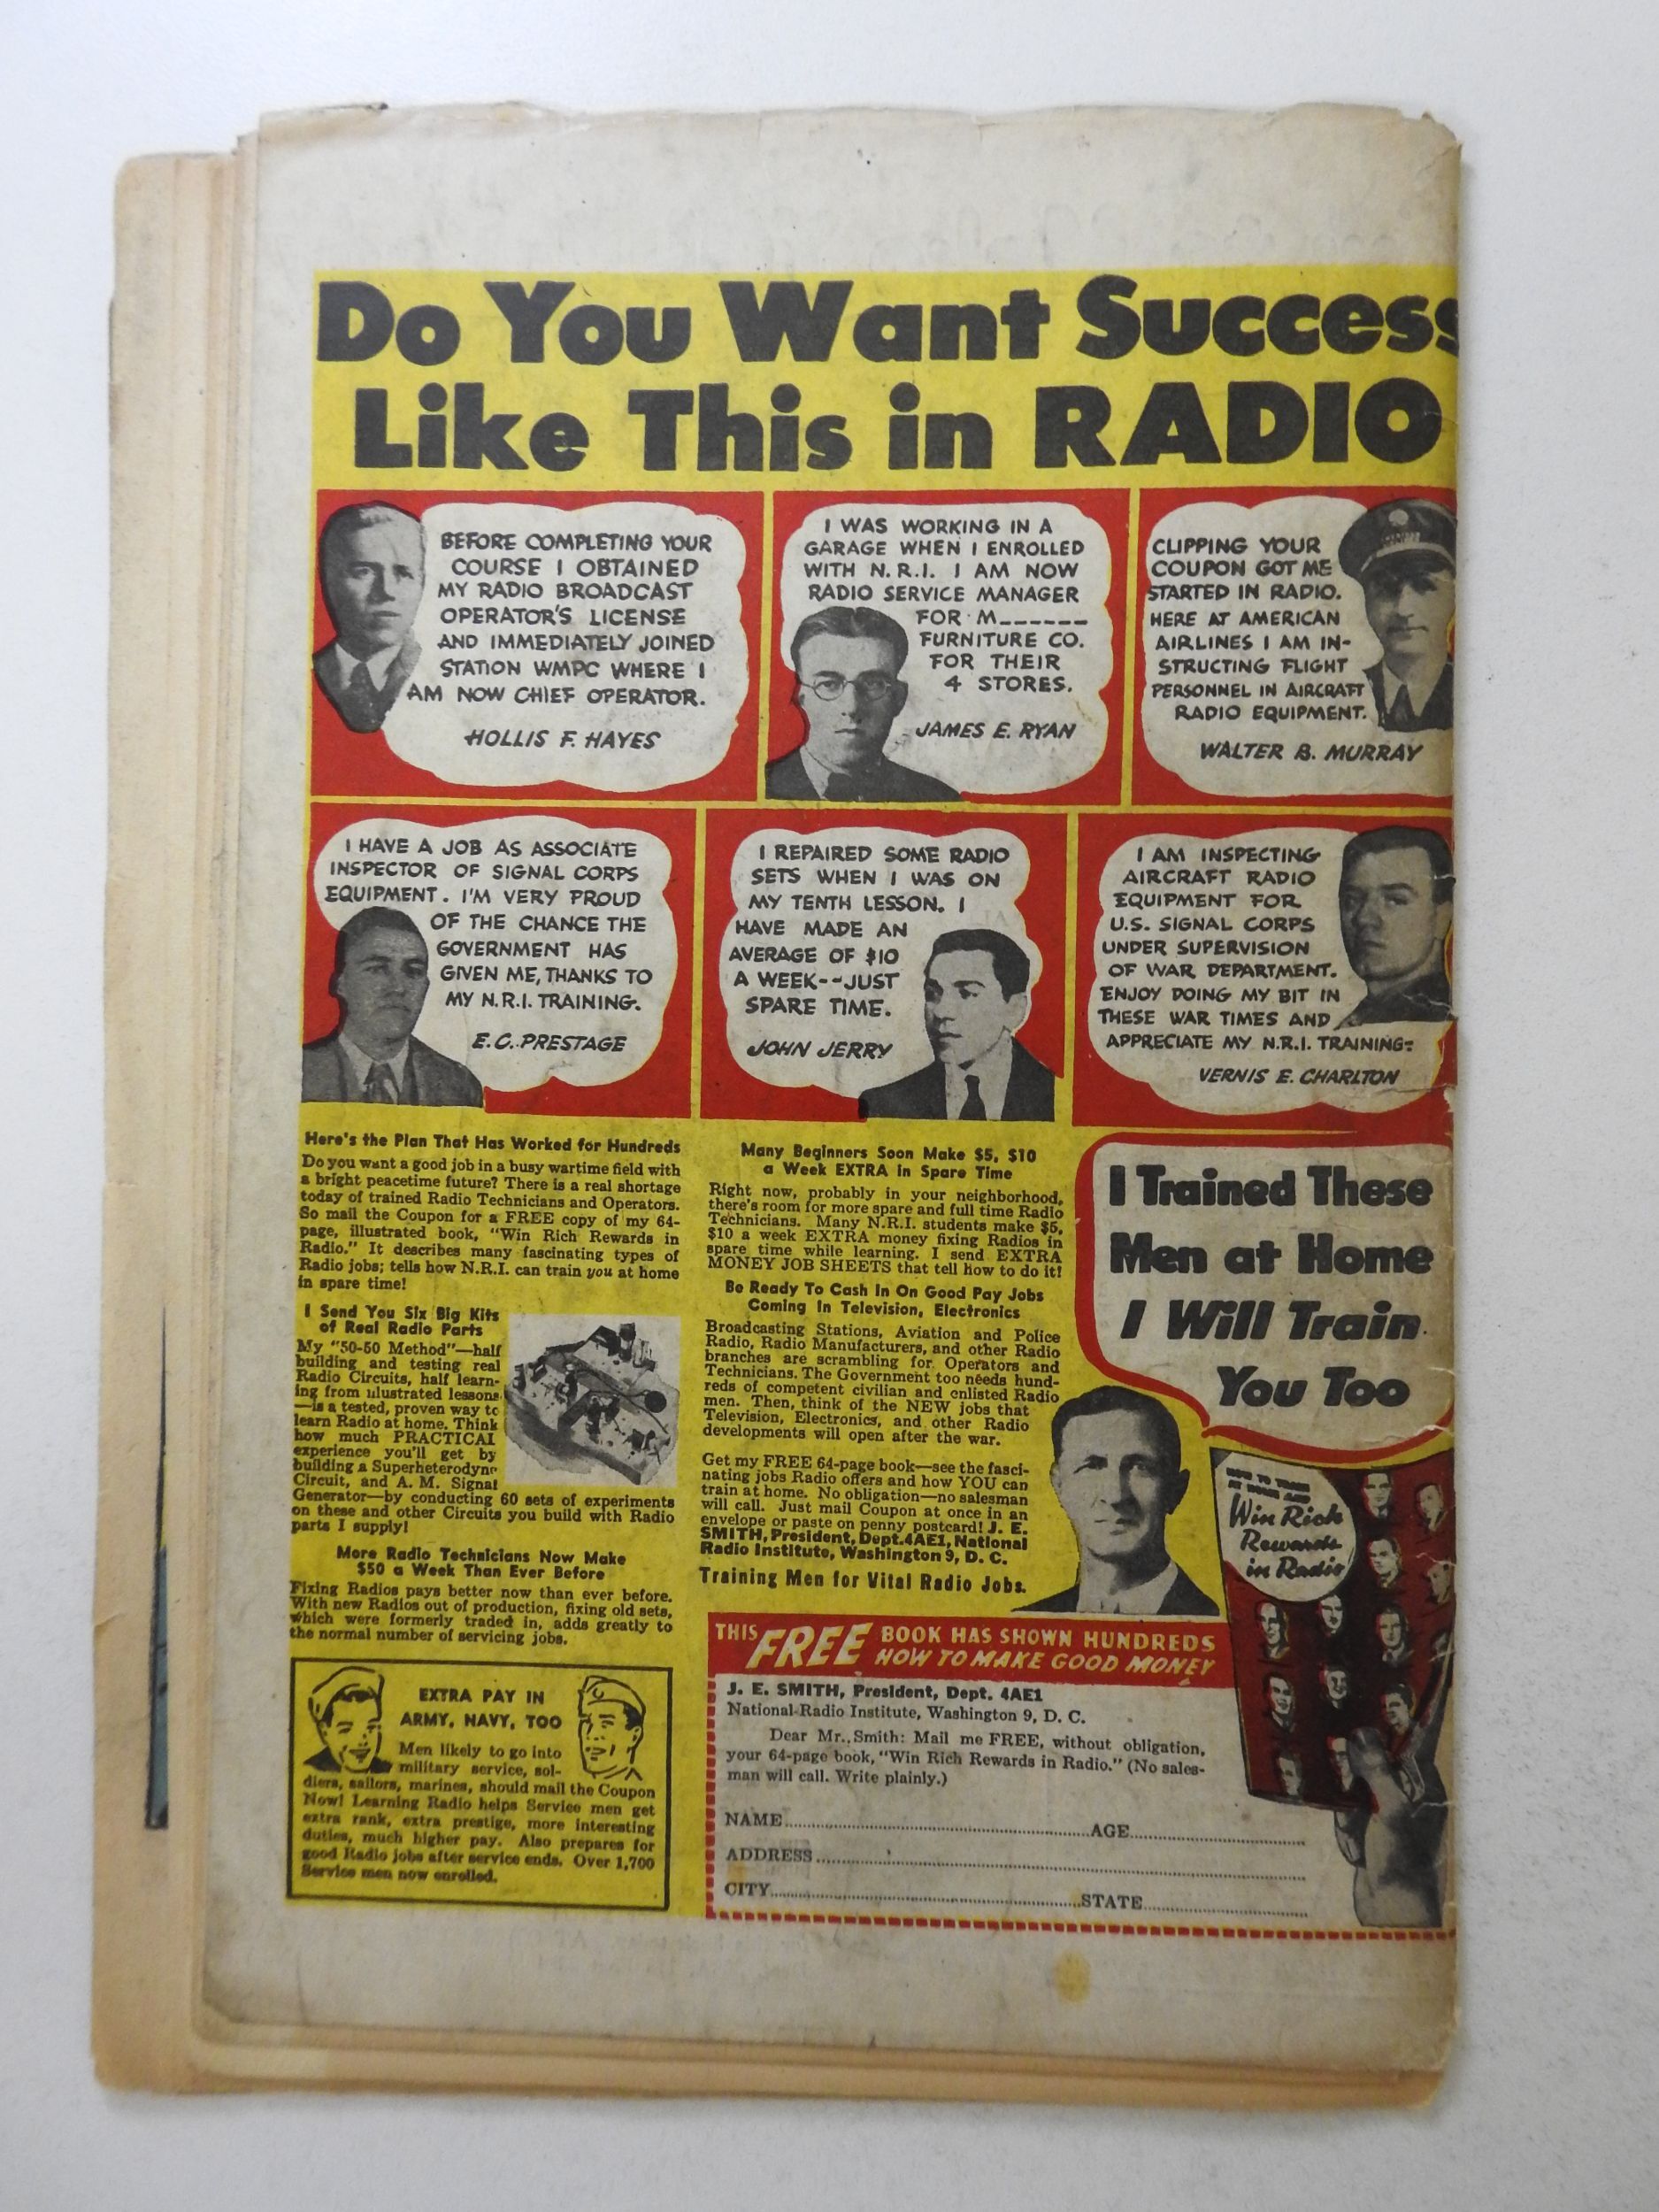 Do You Want Success
Like This in RADIO
BEFORE COMPLETING YOUR
COURSE I OBTAINED
MY RADIO BROADCAST
OPERATOR'S LICENSE
AND IMMEDIATELY JOINED
STATION WMPC WHERE I
AM NOW CHIEF OPERATOR.
HOLLIS F. HAYES
I WAS WORKING IN A
GARAGE WHEN I ENROLLED
WITH N.R.I. I AM NOW
RADIO SERVICE MANAGER
FOR M______
FURNITURE CO.
FOR THEIR
4 STORES.
JAMES E. RYAN
CLIPPING YOUR
COUPON GOT ME
STARTED IN RADIO.
HERE AT AMERICAN
AIRLINES I AM IN-
STRUCTING FLIGHT
PERSONNEL IN AIRCRAFT
RADIO EQUIPMENT.
WALTER B. MURRAY
I HAVE A JOB AS ASSOCIATE
INSPECTOR OF SIGNAL CORPS
EQUIPMENT. I'M VERY PROUD
OF THE CHANCE THE
GOVERNMENT HAS
GIVEN ME, THANKS TO
MY N.R.I. TRAINING.
E.C. PRESTAGE
I REPAIRED SOME RADIO
SETS WHEN I WAS ON
MY TENTH LESSON. I
HAVE MADE AN
AVERAGE OF $10
A WEEK--JUST
SPARE TIME.
JOHN JERRY
I AM INSPECTING
AIRCRAFT RADIO
EQUIPMENT FOR
U.S. SIGNAL CORPS
UNDER SUPERVISION
OF WAR DEPARTMENT.
ENJOY DOING MY BIT IN
THESE WAR TIMES AND
APPRECIATE MY N.R.I. TRAINING.
VERNIS E. CHARLTON
Here's the Plan That Has Worked for Hundreds
Do you want a good job in a busy wartime field with
a bright peacetime future? There is a real shortage
today of trained Radio Technicians and Operators.
So mail the Coupon for a FREE copy of my 64-
page, illustrated book, "Win Rich Rewards in
Radio." It describes many fascinating types of
Radio jobs; tells how N.R.I. can train you at home
in spare time!
I Send You Six Big Kits
of Real Radio Parts
My "50-50 Method"—half
building and testing real
Radio Circuits, half learn-
ing from illustrated lessons
—is a tested, proven way to
learn Radio at home. Think
how much PRACTICAL
experience you'll get by
building a Superheterodyne
Circuit, and A. M. Signal
Generator—by conducting 60 sets of experiments
on these and other Circuits you build with Radio
parts I supply!
More Radio Technicians Now Make
$50 a Week Than Ever Before
Fixing Radios pays better now than ever before.
With new Radios out of production, fixing old sets,
which were formerly traded in, adds greatly to
the normal number of servicing jobs.
EXTRA PAY IN
ARMY, NAVY, TOO
Men likely to go into
military service, sol-
diers, sailors, marines, should mail the Coupon
Now! Learning Radio helps Service men get
extra rank, extra prestige, more interesting
duties, much higher pay. Also prepares for
good Radio jobs after service ends. Over 1,700
Service men now enrolled.
Many Beginners Soon Make $5, $10
a Week EXTRA in Spare Time
Right now, probably in your neighborhood,
there's room for more spare and full time Radio
Technicians. Many N.R.I. students make $5,
$10 a week EXTRA money fixing Radios in
spare time while learning. I send EXTRA
MONEY JOB SHEETS that tell how to do it!
Be Ready To Cash In On Good Pay Jobs
Coming In Television, Electronics
Broadcasting Stations, Aviation and Police
Radio, Radio Manufacturers, and other Radio
branches are scrambling for Operators and
Technicians. The Government too needs hund-
reds of competent civilian and enlisted Radio
men. Then, think of the NEW jobs that
Television, Electronics, and other Radio
developments will open after the war.
Get my FREE 64-page book—see the fasci-
nating jobs Radio offers and how YOU can
train at home. No obligation—no salesman
will call. Just mail Coupon at once in an
envelope or paste on penny postcard! J. E.
SMITH, President, Dept. 4AE1, National
Radio Institute, Washington 9, D. C.
Training Men for Vital Radio Jobs.
I Trained These
Men at Home
I Will Train
You Too
HOW TO TRAIN
AT HOME AND
Win Rich
Rewards
in Radio
THIS FREE BOOK HAS SHOWN HUNDREDS
HOW TO MAKE GOOD MONEY
J. E. SMITH, President, Dept. 4AE1
National Radio Institute, Washington 9, D. C.
Dear Mr. Smith: Mail me FREE, without obligation,
your 64-page book, "Win Rich Rewards in Radio." (No sales-
man will call. Write plainly.)
NAME AGE
ADDRESS
CITY STATE